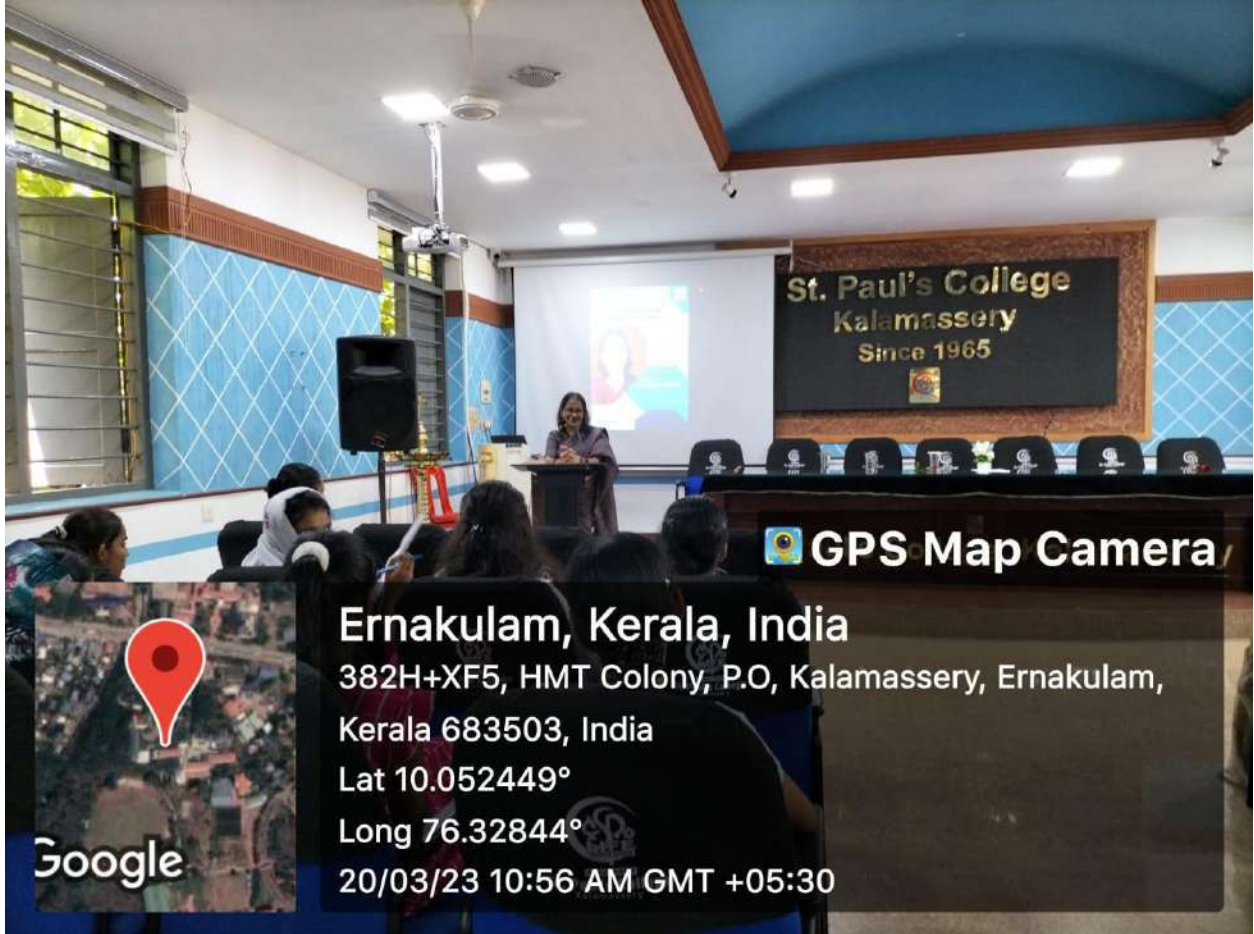 St. Paul's College
Kalamassery
Since 1965
GPS Map Camera
Ernakulam, Kerala, India
382H+XF5, HMT Colony, P.O, Kalamassery, Ernakulam,
Kerala 683503, India
Lat 10.052449°
Long 76.32844°
20/03/23 10:56 AM GMT +05:30
Google